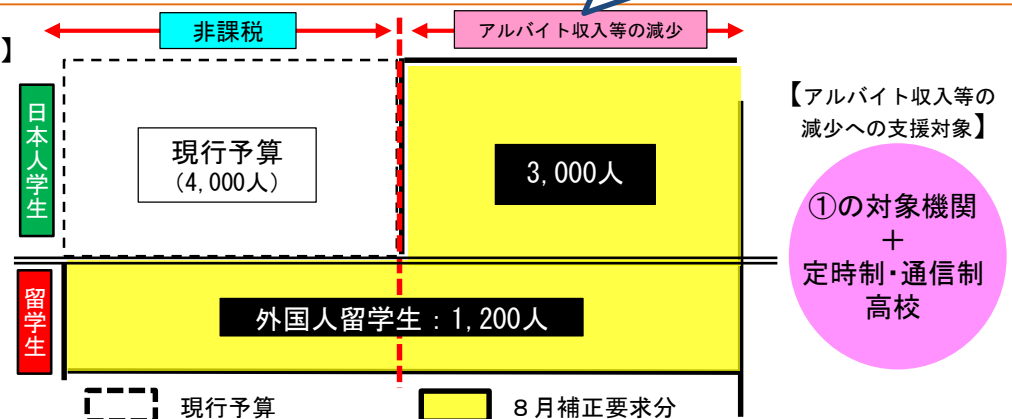 】
非課税
アルバイト収入等の減少
日本人学生
現行予算
(4,000人)
3,000人
【アルバイト収入等の
減少への支援対象】
①の対象機関
+
定時制・通信制
高校
留学生
外国人留学生：1,200人
現行予算
８月補正要求分